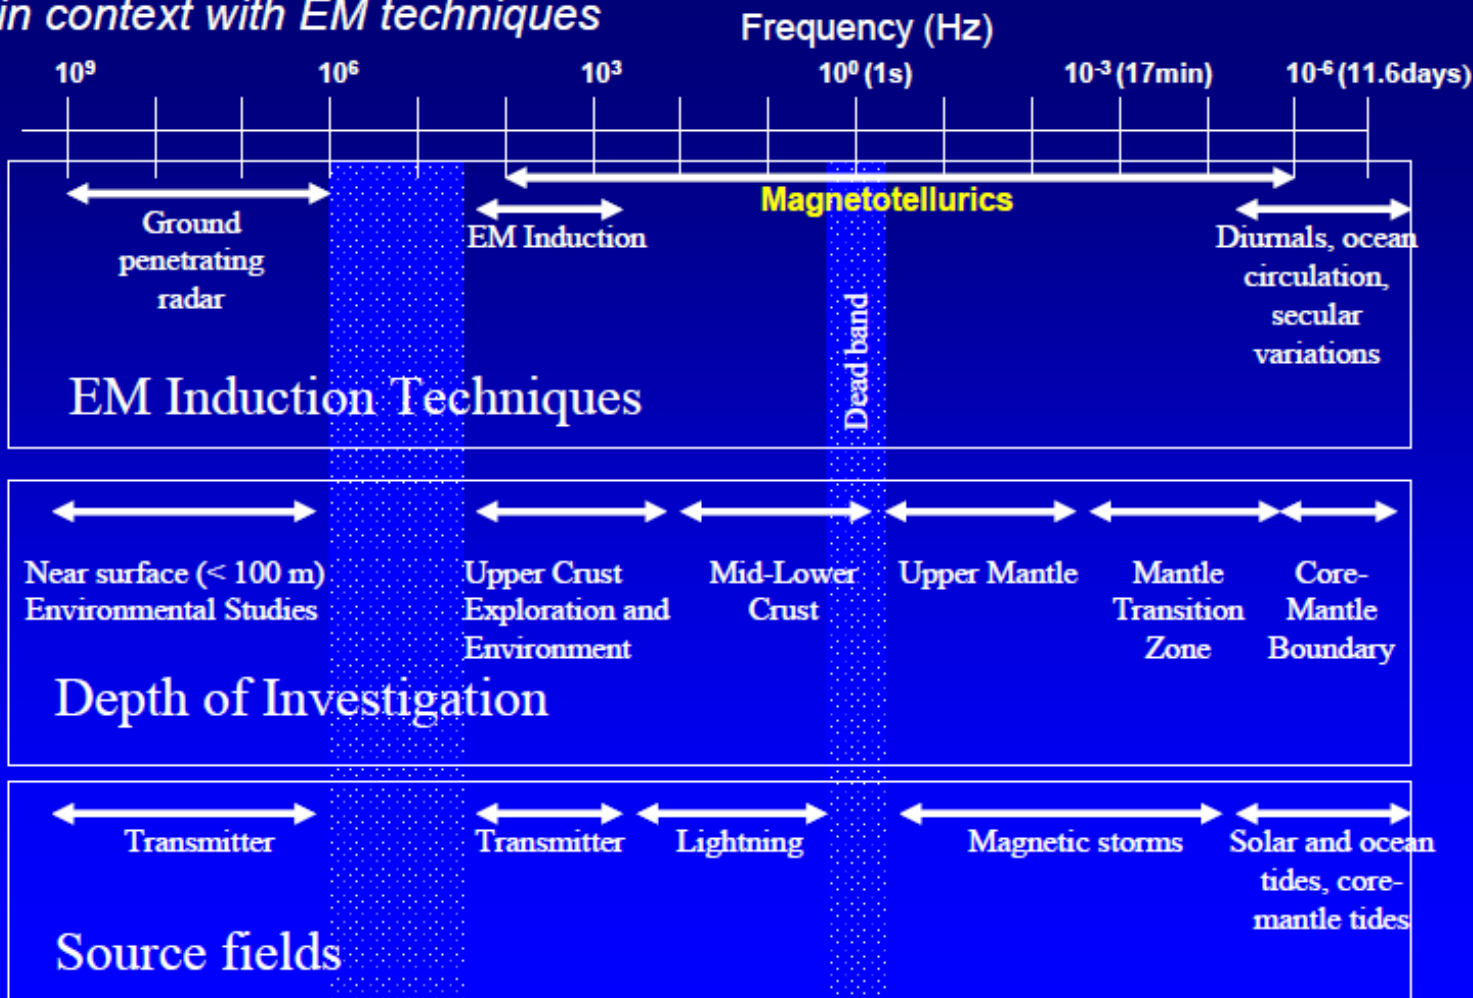 in context with EM techniques
Frequency (Hz)
10⁹ 10⁶ 10³ 10⁰ (1s) 10⁻³ (17min) 10⁻⁶ (11.6days)
Magnetotellurics
Ground
penetrating
radar
EM Induction
Diurnals, ocean
circulation,
secular
variations
Dead band
EM Induction Techniques
Near surface (< 100 m)
Environmental Studies
Upper Crust
Exploration and
Environment
Mid-Lower
Crust
Upper Mantle
Mantle
Transition
Zone
Core-
Mantle
Boundary
Depth of Investigation
Transmitter
Transmitter
Lightning
Magnetic storms
Solar and ocean
tides, core-
mantle tides
Source fields